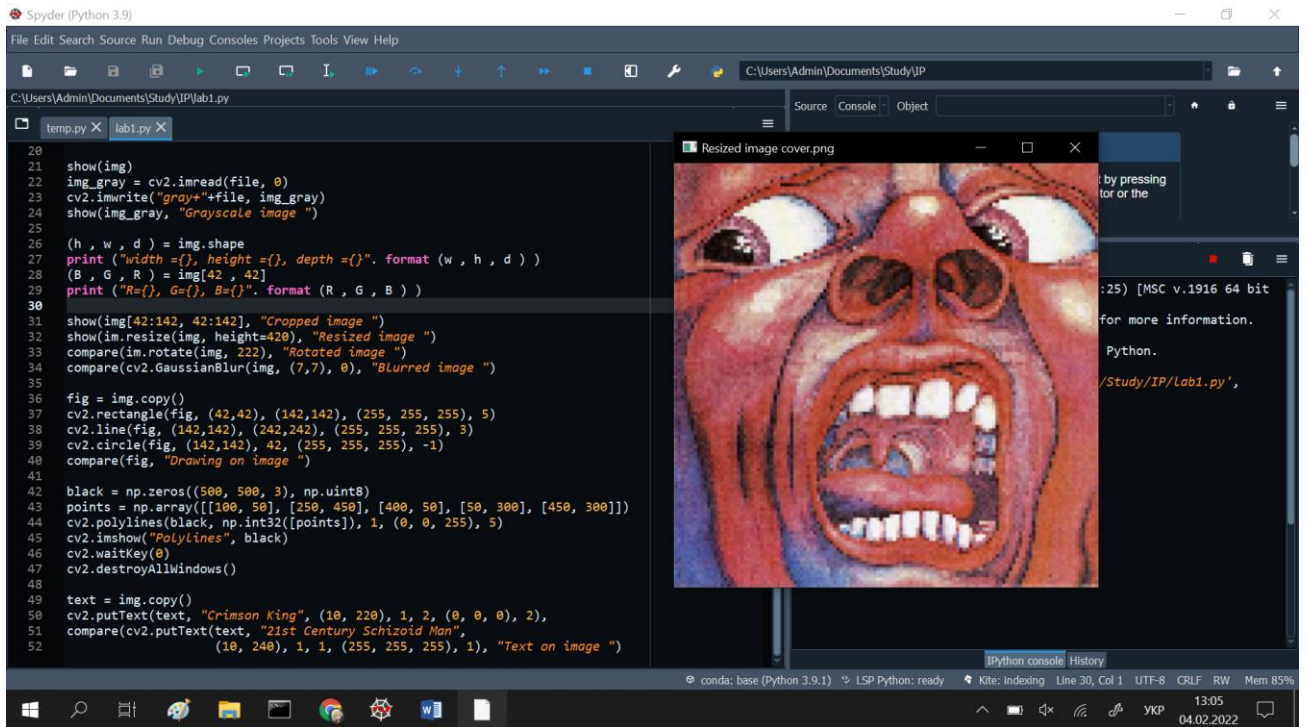 Spyder (Python 3.9)
File Edit Search Source Run Debug Consoles Projects Tools View Help
C:\Users\Admin\Documents\Study\IP
C:\Users\Admin\Documents\Study\IP\lab1.py
Source Console Object
temp.py lab1.py
20
21 show(img)
22 img_gray = cv2.imread(file, 0)
23 cv2.imwrite("gray+"+file, img_gray)
24 show(img_gray, "Grayscale image ")
25
26 (h , w , d ) = img.shape
27 print ("width ={}, height ={}, depth ={}". format (w , h , d ) )
28 (B , G , R ) = img[42 , 42]
29 print ("R={}, G={}, B={}". format (R , G , B ) )
30
31 show(img[42:142, 42:142], "Cropped image ")
32 show(im.resize(img, height=420), "Resized image ")
33 compare(im.rotate(img, 222), "Rotated image ")
34 compare(cv2.GaussianBlur(img, (7,7), 0), "Blurred image ")
35
36 fig = img.copy()
37 cv2.rectangle(fig, (42,42), (142,142), (255, 255, 255), 5)
38 cv2.line(fig, (142,142), (242,242), (255, 255, 255), 3)
39 cv2.circle(fig, (142,142), 42, (255, 255, 255), -1)
40 compare(fig, "Drawing on image ")
41
42 black = np.zeros((500, 500, 3), np.uint8)
43 points = np.array([[100, 50], [250, 450], [400, 50], [50, 300], [450, 300]])
44 cv2.polylines(black, np.int32([points]), 1, (0, 0, 255), 5)
45 cv2.imshow("Polylines", black)
46 cv2.waitKey(0)
47 cv2.destroyAllWindows()
48
49 text = img.copy()
50 cv2.putText(text, "Crimson King", (10, 220), 1, 2, (0, 0, 0), 2),
51 compare(cv2.putText(text, "21st Century Schizoid Man",
52 (10, 240), 1, 1, (255, 255, 255), 1), "Text on image ")
Resized image cover.png
t by pressing
tor or the
:25) [MSC v.1916 64 bit
for more information.
Python.
/Study/IP/lab1.py',
IPython console History
conda: base (Python 3.9.1) LSP Python: ready Kite: indexing Line 30, Col 1 UTF-8 CRLF RW Mem 85%
УКР
13:05
04.02.2022